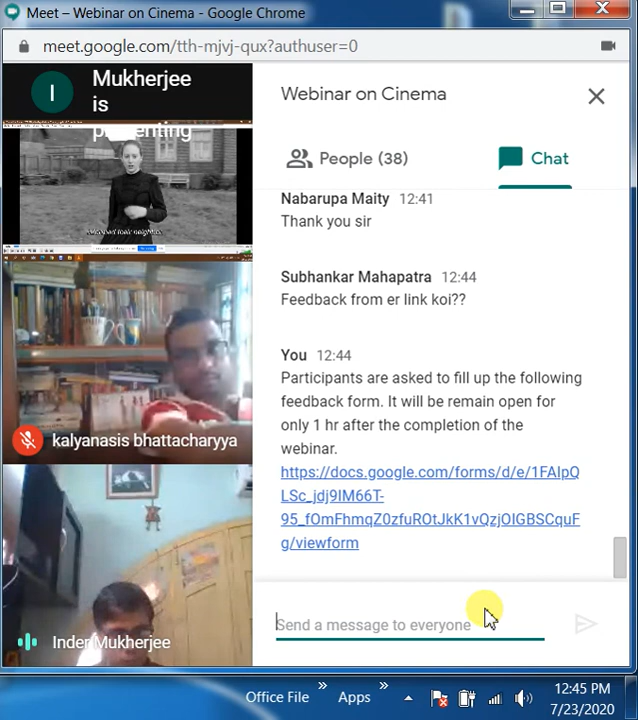 Meet – Webinar on Cinema - Google Chrome
meet.google.com/tth-mjvj-qux?authuser=0
I
Mukherjee
is
presenting
kalyanasis bhattacharyya
Inder Mukherjee
Webinar on Cinema
People (38)
Chat
Nabarupa Maity 12:41
Thank you sir
Subhankar Mahapatra 12:44
Feedback from er link koi??
You 12:44
Participants are asked to fill up the following
feedback form. It will be remain open for
only 1 hr after the completion of the
webinar.
https://docs.google.com/forms/d/e/1FAIpQ
LSc_jdj9IM66T-
95_fOmFhmqZ0zfuROtJkK1vQzjOIGBSCquF
g/viewform
Send a message to everyone
Office File
Apps
12:45 PM
7/23/2020